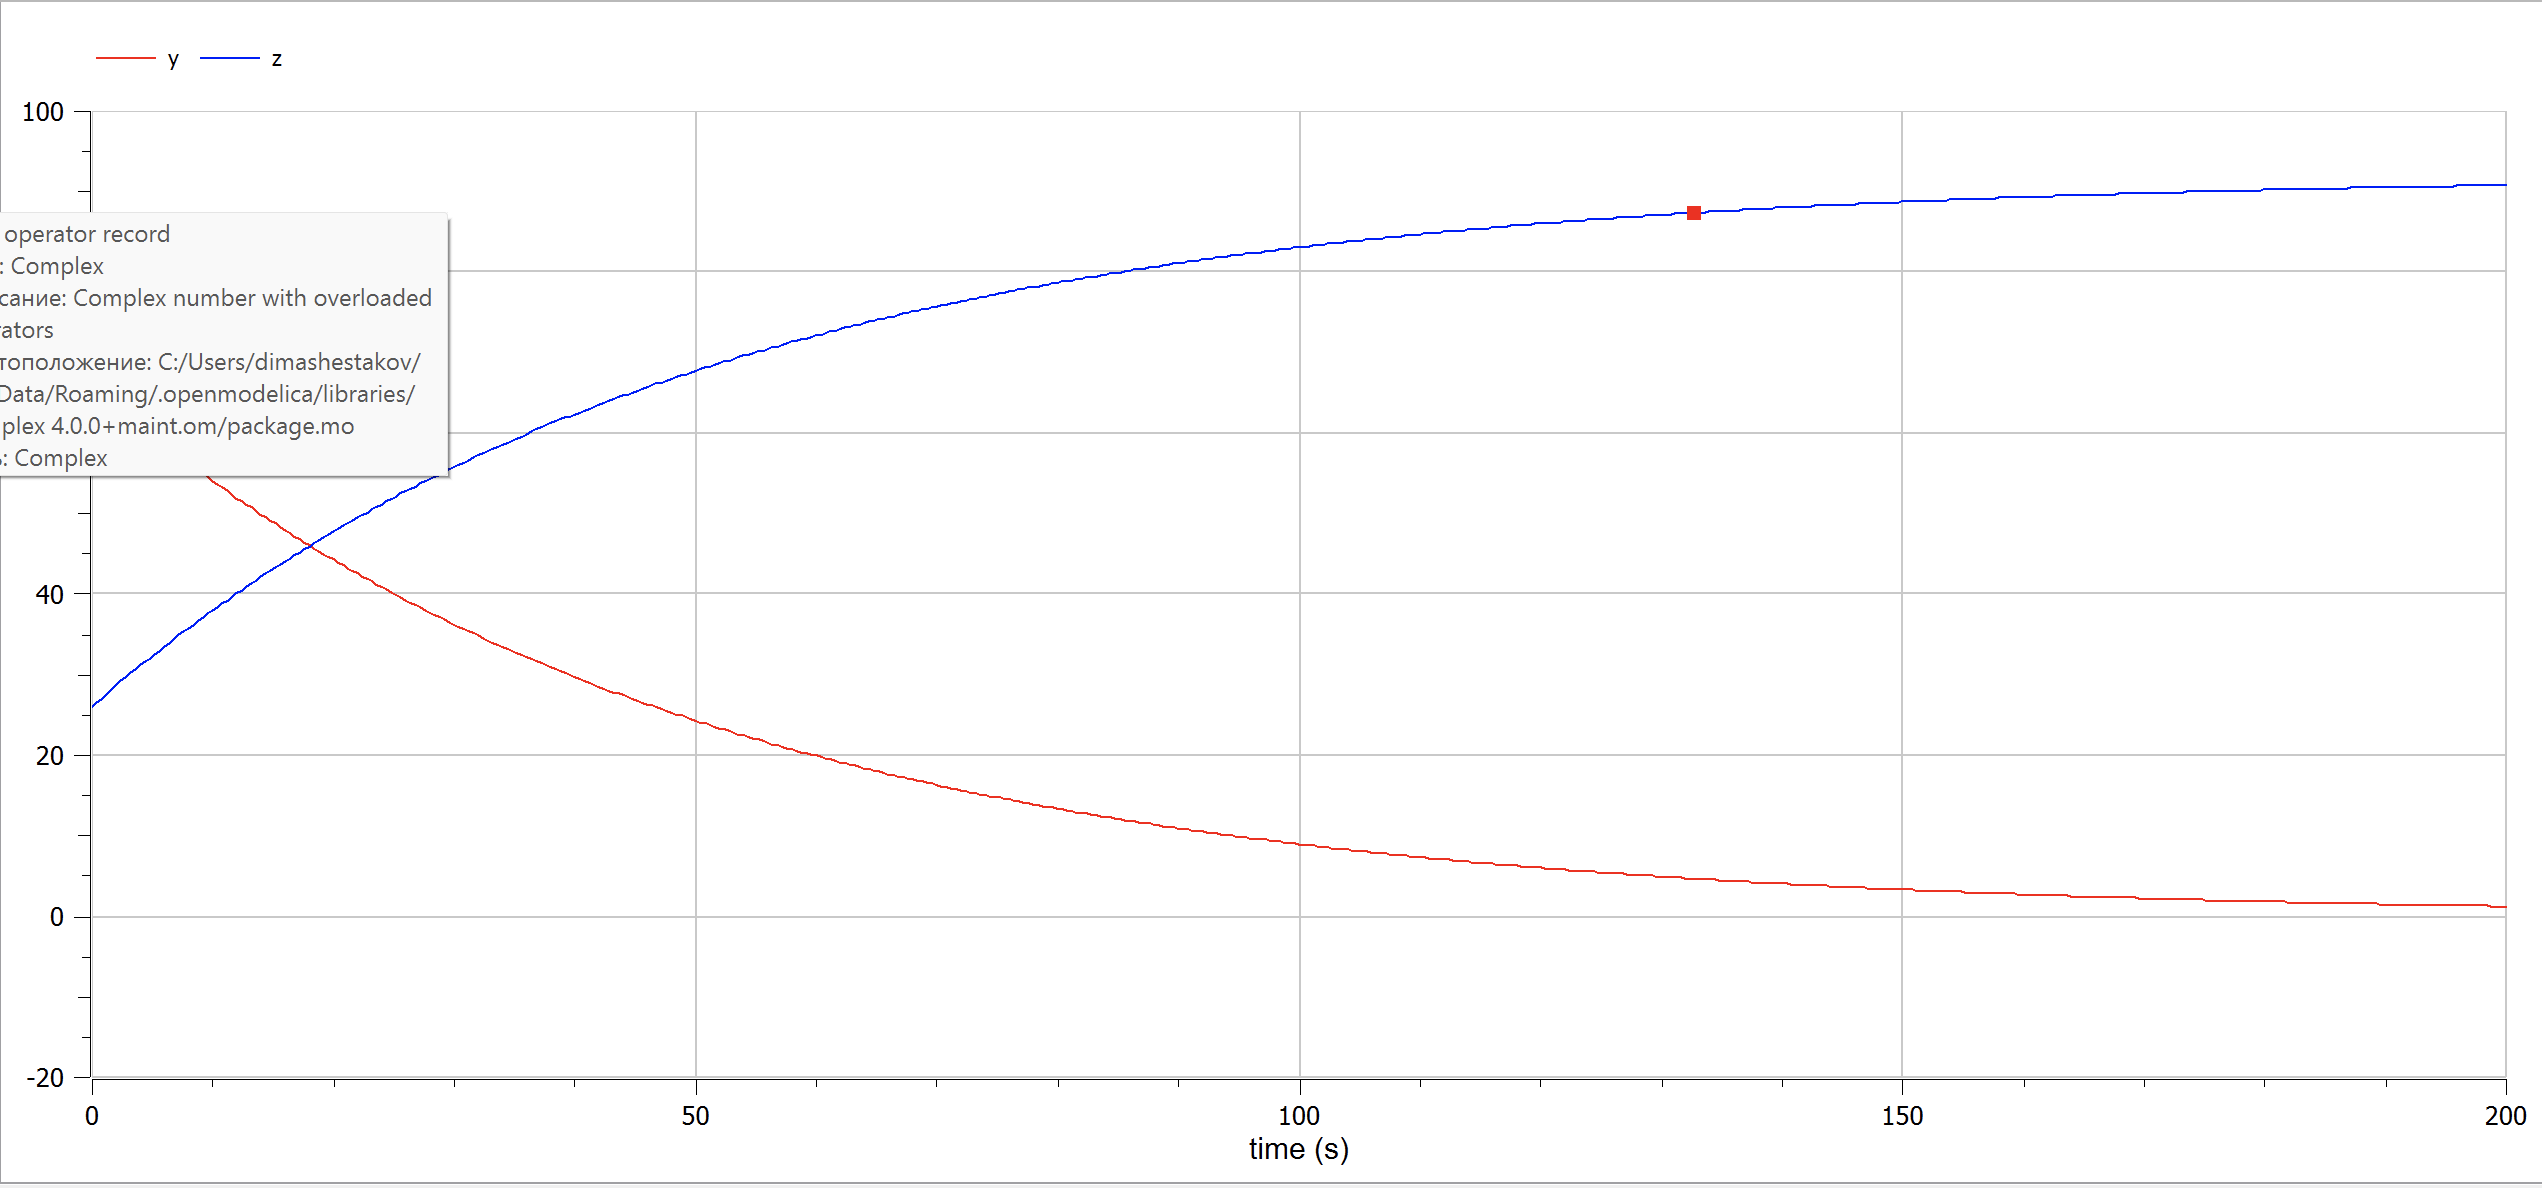 y z
100
operator record
: Complex
сание: Complex number with overloaded
rators
тоположение: C:/Users/dimashestakov/
Data/Roaming/.openmodelica/libraries/
plex 4.0.0+maint.om/package.mo
: Complex
40
20
0
-20
0 50 100 150 200
time (s)